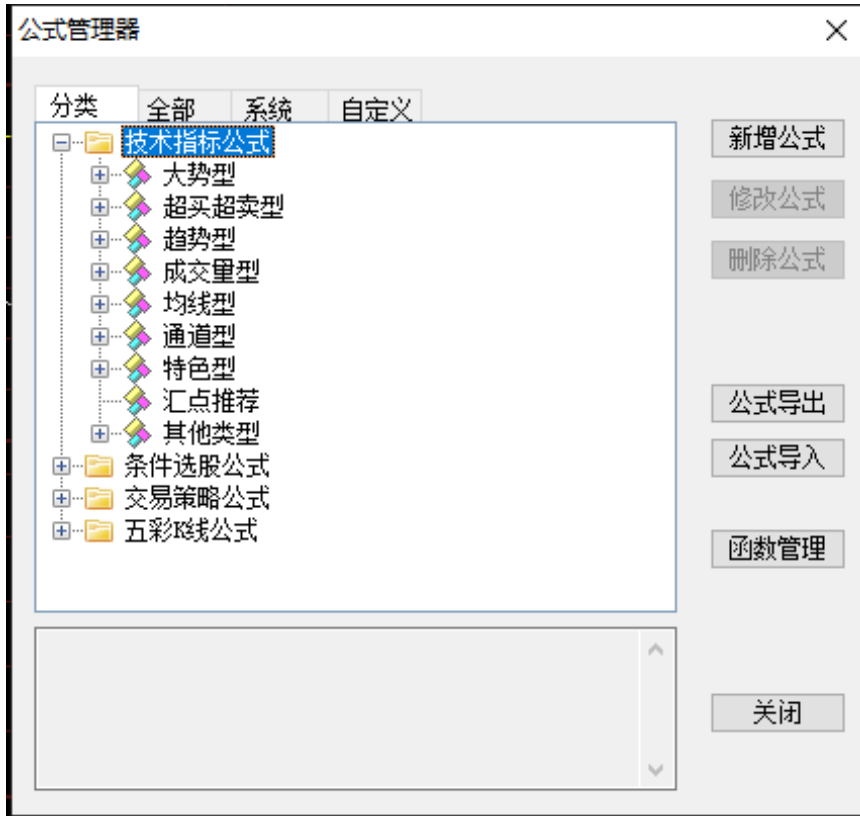 公式管理器
分类 全部 系统 自定义
技术指标公式
大势型
超买超卖型
趋势型
成交量型
均线型
通道型
特色型
汇点推荐
其他类型
条件选股公式
交易策略公式
五彩K线公式
新增公式
修改公式
删除公式
公式导出
公式导入
函数管理
关闭